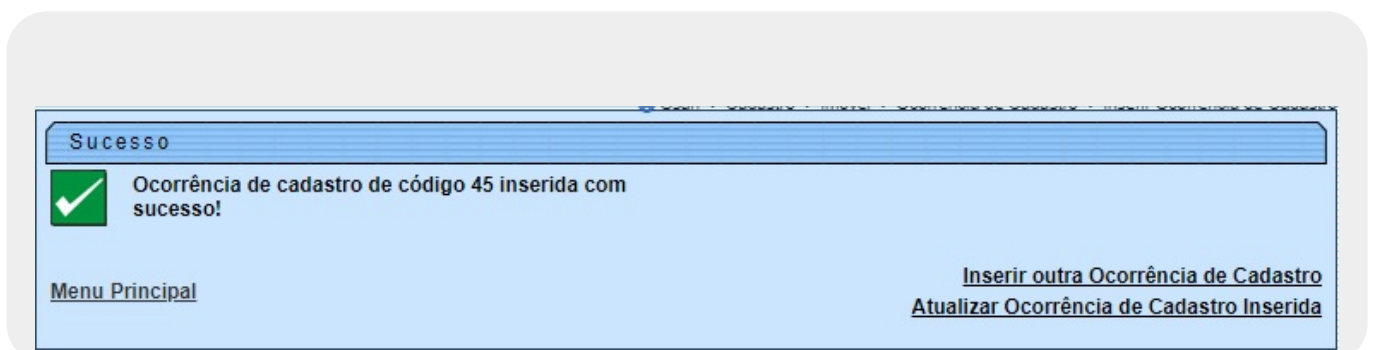 Sucesso
Ocorrência de cadastro de código 45 inserida com
sucesso!
Menu Principal
Inserir outra Ocorrência de Cadastro
Atualizar Ocorrência de Cadastro Inserida